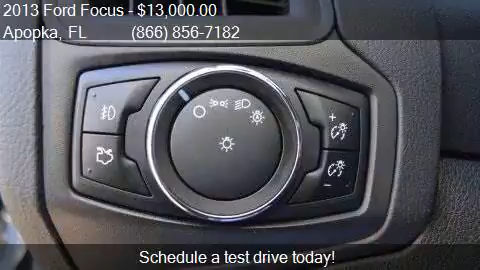 2013 Ford Focus - $13,000.00
Apopka, FL (866) 856-7182
Schedule a test drive today!